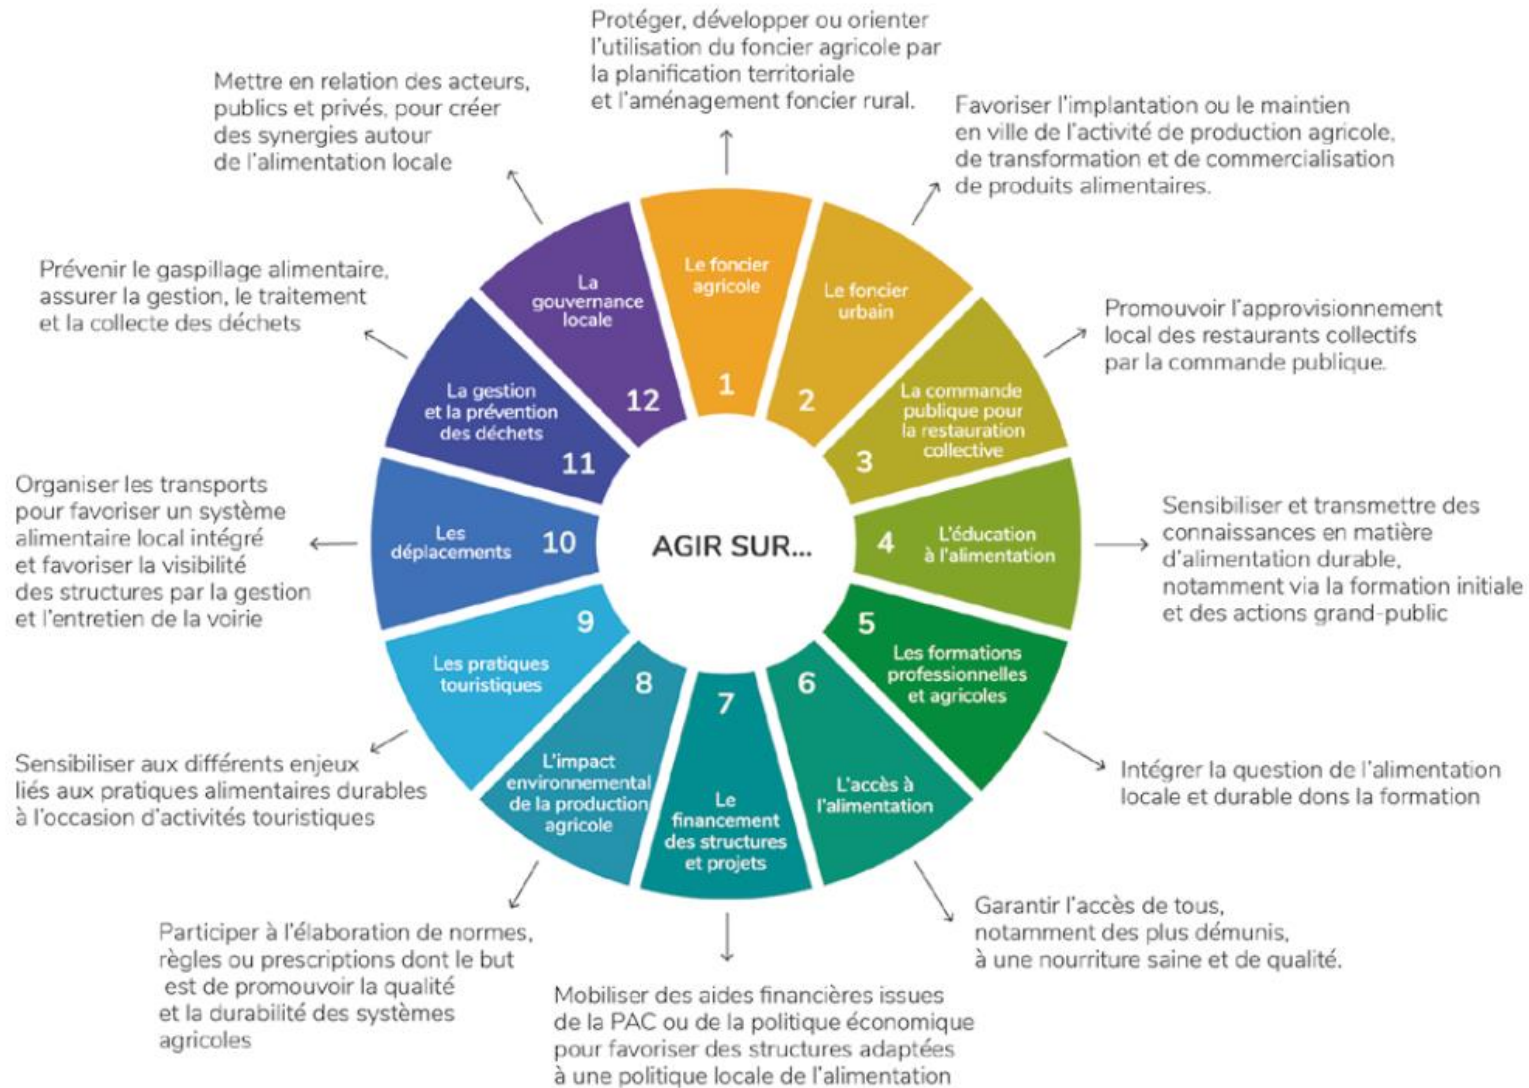 Protéger, développer ou orienter
l'utilisation du foncier agricole par
la planification territoriale
et l'aménagement foncier rural.
Mettre en relation des acteurs,
publics et privés, pour créer
des synergies autour
de l'alimentation locale
Favoriser l'implantation ou le maintien
en ville de l'activité de production agricole,
de transformation et de commercialisation
de produits alimentaires.
Prévenir le gaspillage alimentaire,
assurer la gestion, le traitement
et la collecte des déchets
Promouvoir l'approvisionnement
local des restaurants collectifs
par la commande publique.
Organiser les transports
pour favoriser un système
alimentaire local intégré
et favoriser la visibilité
des structures par la gestion
et l'entretien de la voirie
Sensibiliser et transmettre des
connaissances en matière
d'alimentation durable,
notamment via la formation initiale
et des actions grand-public
Sensibiliser aux différents enjeux
liés aux pratiques alimentaires durables
à l'occasion d'activités touristiques
Intégrer la question de l'alimentation
locale et durable dons la formation
Participer à l'élaboration de normes,
règles ou prescriptions dont le but
est de promouvoir la qualité
et la durabilité des systèmes
agricoles
Mobiliser des aides financières issues
de la PAC ou de la politique économique
pour favoriser des structures adaptées
à une politique locale de l'alimentation
Garantir l'accès de tous,
notamment des plus démunis,
à une nourriture saine et de qualité.
AGIR SUR...
Le foncier
agricole
1
Le foncier
urbain
2
La commande
publique pour
la restauration
collective
3
4
L'éducation
à l'alimentation
5
Les formations
professionnelles
et agricoles
6
L'accès à
l'alimentation
7
Le
financement
des structures
et projets
8
L'impact
environnemental
de la production
agricole
9
Les pratiques
touristiques
Les
déplacements
10
La gestion
et la prévention
des déchets
11
La
gouvernance
locale
12